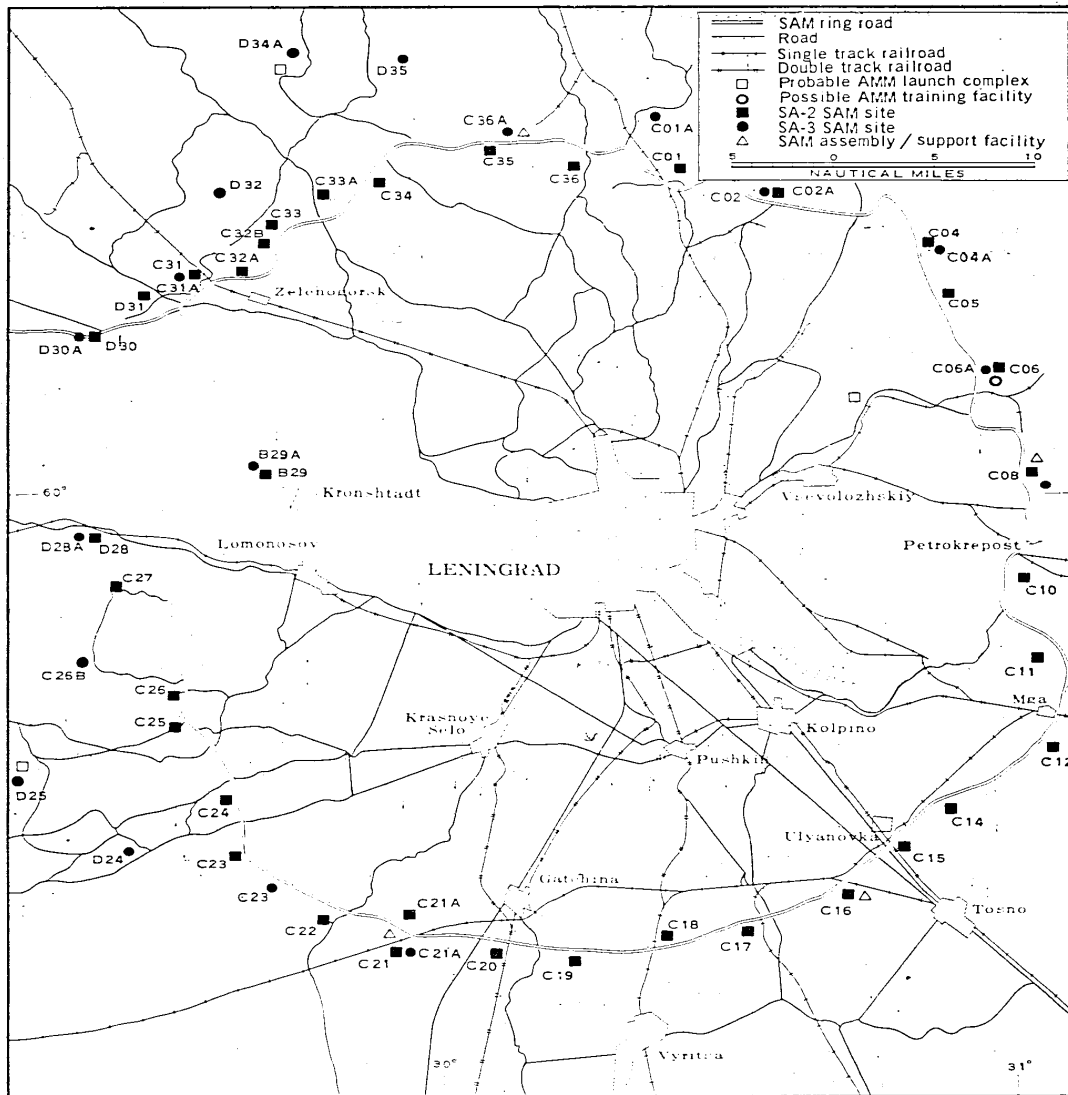 SAM ring road
Road
Single track railroad
Double track railroad
Probable AMM launch complex
Possible AMM training facility
SA-2 SAM site
SA-3 SAM site
SAM assembly / support facility
5 0 5 10
NAUTICAL MILES
D34A
D35
C36A
C01A
C35
C36
C01
C02
C02A
D32
C33A
C34
C33
C32B
C32A
C31
C31A
D31
Zelenogorsk
C04
C04A
C05
D30A
D30
C06A
C06
B29A
B29
Kronshtadt
60°
Vsevolozhskiy
C08
D28A
D28
Lomonosov
LENINGRAD
Petrokrepost
C27
C10
C26B
C26
C11
C25
Krasnoye
Selo
Kolpino
Mga
Pushkin
C12
D25
C24
C14
Ulyanovka
C15
D24
C23
C23
Gatchina
C16
Tosno
C22
C21A
C18
C17
C21
C21A
C20
C19
Vyritsa
30°
31°